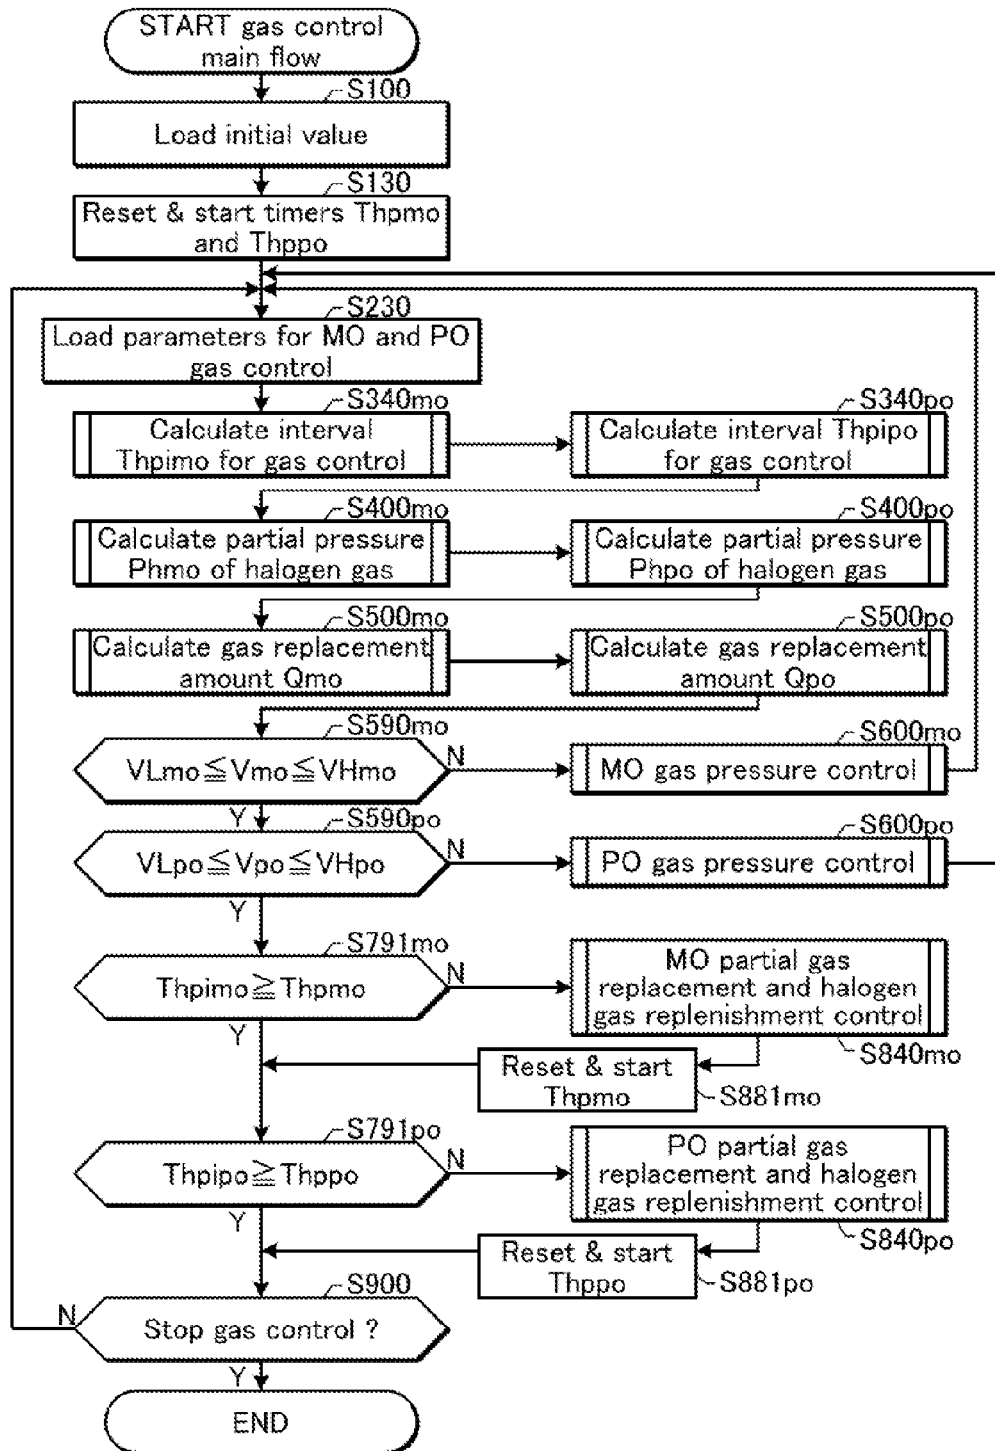 START gas control
main flow
S100
Load initial value
S130
Reset & start timers Thpmo
and Thppo
S230
Load parameters for MO and PO
gas control
S340mo
Calculate interval
Thpimo for gas control
S340po
Calculate interval Thpipo
for gas control
S400mo
Calculate partial pressure
Phmo of halogen gas
S400po
Calculate partial pressure
Phpo of halogen gas
S500mo
Calculate gas replacement
amount Qmo
S500po
Calculate gas replacement
amount Qpo
S590mo
VLmo≦Vmo≦VHmo
N
Y
S600mo
MO gas pressure control
S590po
VLpo≦Vpo≦VHpo
N
Y
S600po
PO gas pressure control
S791mo
Thpimo≧Thpmo
N
Y
MO partial gas
replacement and halogen
gas replenishment control
S840mo
Reset & start
Thpmo
S881mo
S791po
Thpipo≧Thppo
N
Y
PO partial gas
replacement and halogen
gas replenishment control
S840po
Reset & start
Thppo
S881po
S900
Stop gas control ?
N
Y
END